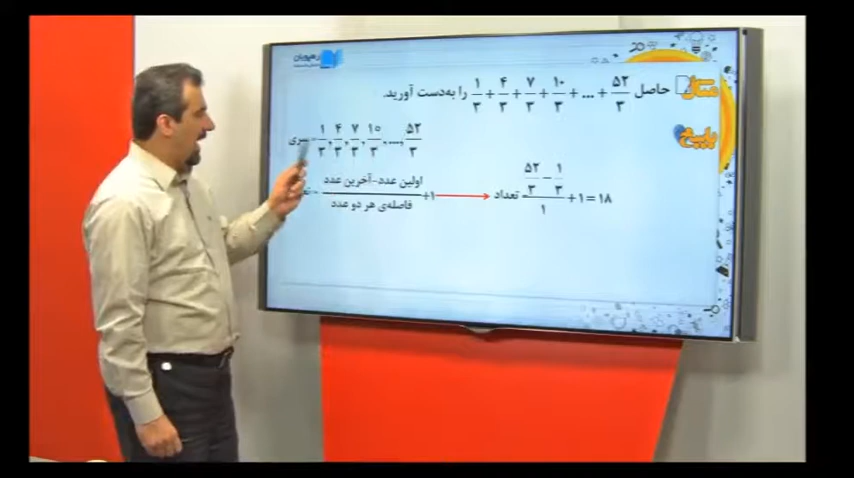 رهپویان
مثال حاصل ۱/۳ + ۴/۳ + ۷/۳ + ۱۰/۳ + ... + ۵۲/۳ را به‌دست آورید.
پاسخ
سری = ۱/۳, ۴/۳, ۷/۳, ۱۰/۳, ..., ۵۲/۳
= اولین عدد-آخرین عدد / فاصله‌ی هر دو عدد +۱ → تعداد = (۵۲/۳ − ۱/۳) / ۱ +۱=۱۸